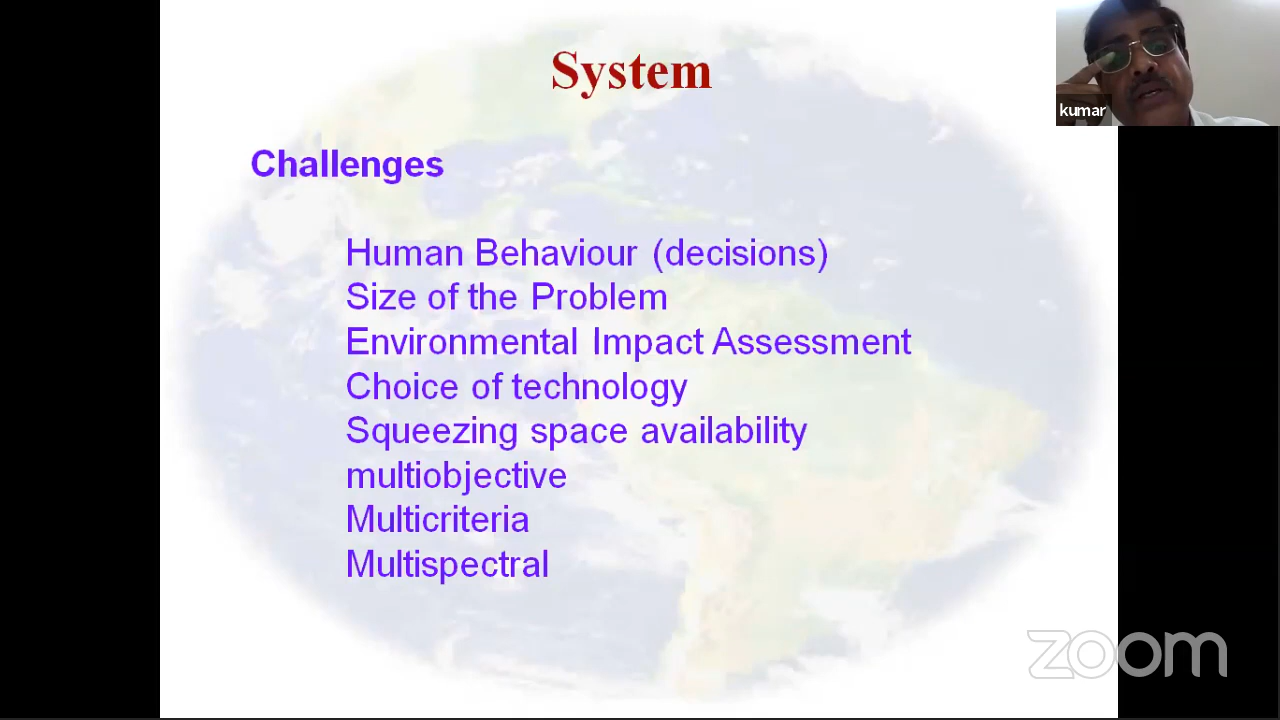 System
kumar
Challenges
Human Behaviour (decisions)
Size of the Problem
Environmental Impact Assessment
Choice of technology
Squeezing space availability
multiobjective
Multicriteria
Multispectral
zoom